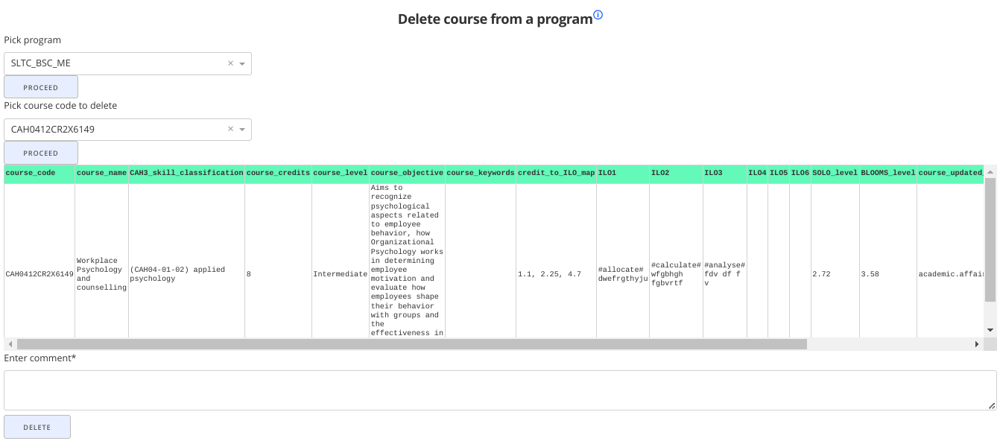 Delete course from a program
Pick program
SLTC_BSC_ME
PROCEED
Pick course code to delete
CAH0412CR2X6149
PROCEED
course_code course_name CAH3_skill_classification course_credits course_level course_objective course_keywords credit_to_ILO_map ILO1 ILO2 ILO3 ILO4 ILO5 ILO6 SOLO_level BLOOMS_level course_updated_
CAH0412CR2X6149
Workplace
Psychology
and
counselling
(CAH04-01-02) applied
psychology
8
Intermediate
Aims to
recognize
psychological
aspects related
to employee
behavior, how
Organizational
Psychology works
in determining
employee
motivation and
evaluate how
employees shape
their behavior
with groups and
the
effectiveness in
1.1, 2.25, 4.7
#allocate#
dwefrgthyju
#calculate#
wfgbhgh
fgbvrtf
#analyse#
fdv df f
v
2.72
3.58
academic.affai
Enter comment*
DELETE